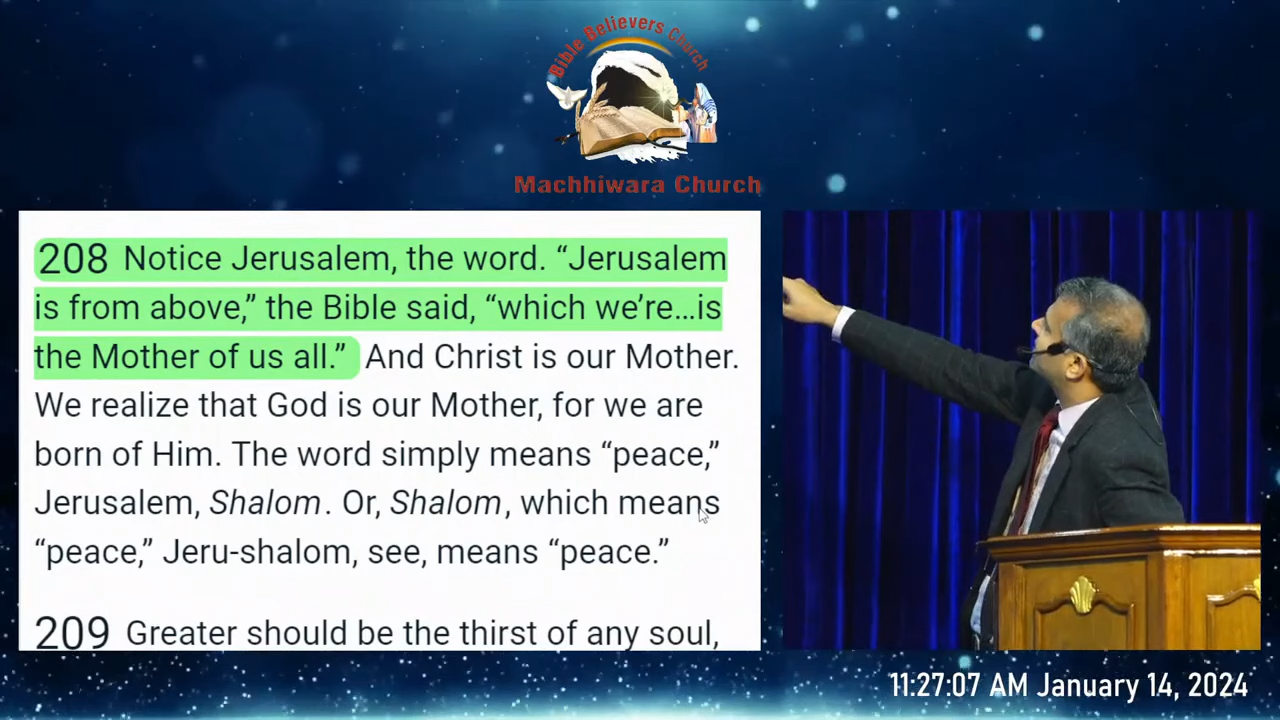 Bible Believers Church
Machhiwara Church
208 Notice Jerusalem, the word. “Jerusalem
is from above,” the Bible said, “which we’re...is
the Mother of us all.” And Christ is our Mother.
We realize that God is our Mother, for we are
born of Him. The word simply means “peace,”
Jerusalem, Shalom. Or, Shalom, which means
“peace,” Jeru-shalom, see, means “peace.”
209 Greater should be the thirst of any soul,
11:27:07 AM January 14, 2024